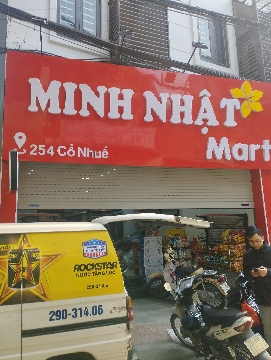 MINH NHẬT
Mart
254 Cổ Nhuế
ROCKSTAR
29D-314.06